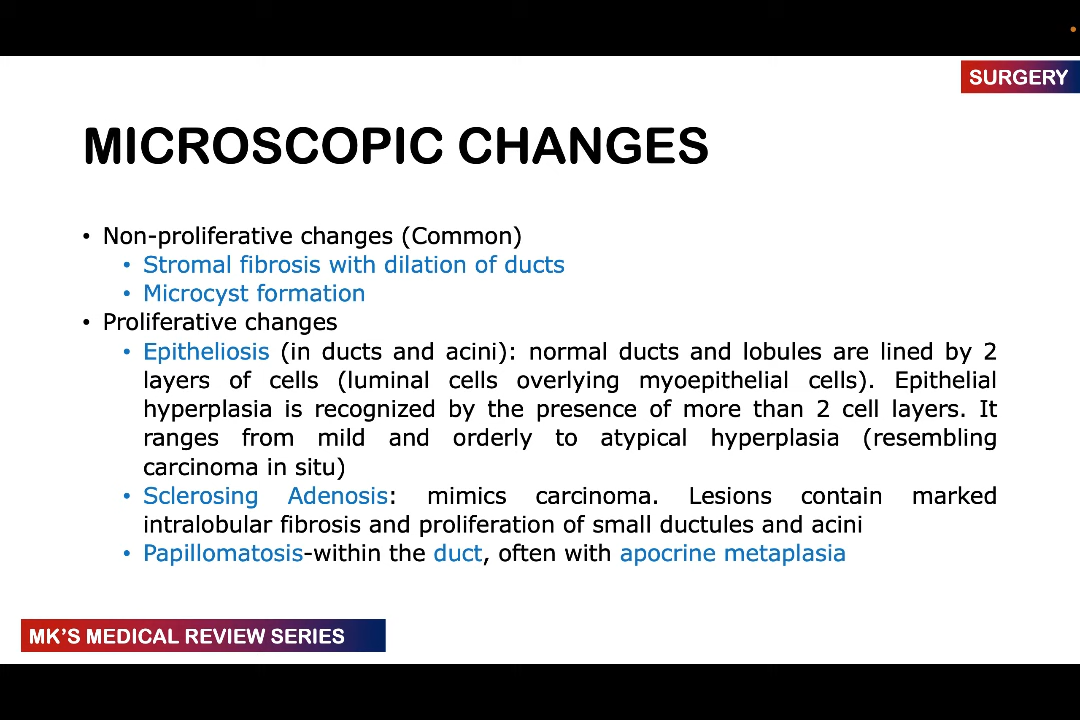 SURGERY
MICROSCOPIC CHANGES
• Non-proliferative changes (Common)
• Stromal fibrosis with dilation of ducts
• Microcyst formation
• Proliferative changes
• Epitheliosis (in ducts and acini): normal ducts and lobules are lined by 2
layers of cells (luminal cells overlying myoepithelial cells). Epithelial
hyperplasia is recognized by the presence of more than 2 cell layers. It
ranges from mild and orderly to atypical hyperplasia (resembling
carcinoma in situ)
• Sclerosing Adenosis: mimics carcinoma. Lesions contain marked
intralobular fibrosis and proliferation of small ductules and acini
• Papillomatosis-within the duct, often with apocrine metaplasia
MK'S MEDICAL REVIEW SERIES